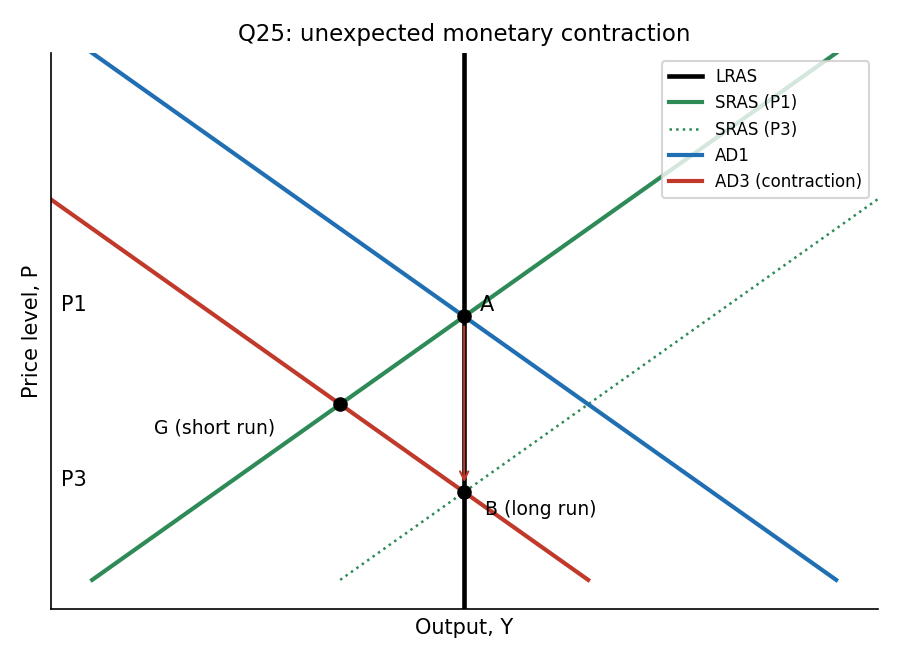 Q25: unexpected monetary contraction
LRAS
SRAS (P1)
SRAS (P3)
AD1
AD3 (contraction)
Price level, P
P1
A
G (short run)
P3
B (long run)
Output, Y